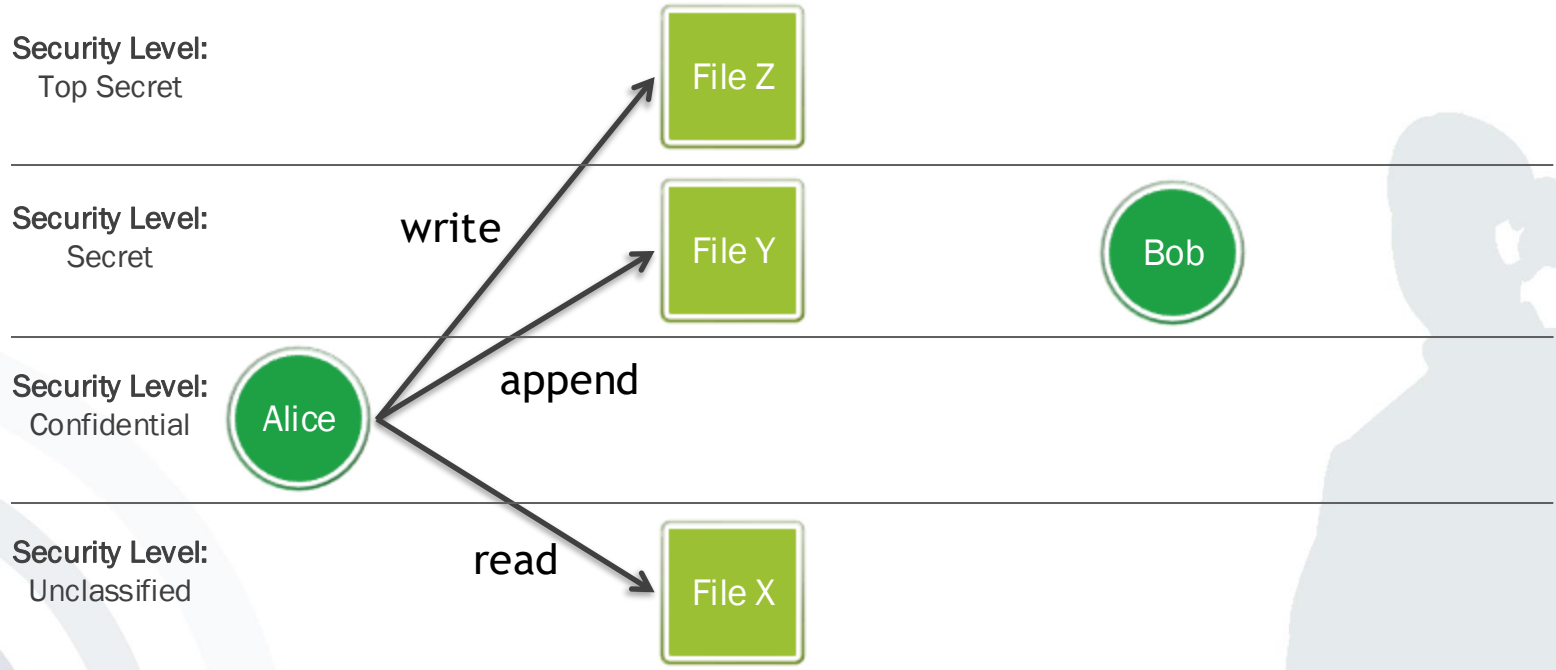 Security Level:
Top Secret
File Z
Security Level:
Secret
write
File Y
Bob
Security Level:
Confidential
Alice
append
Security Level:
Unclassified
read
File X